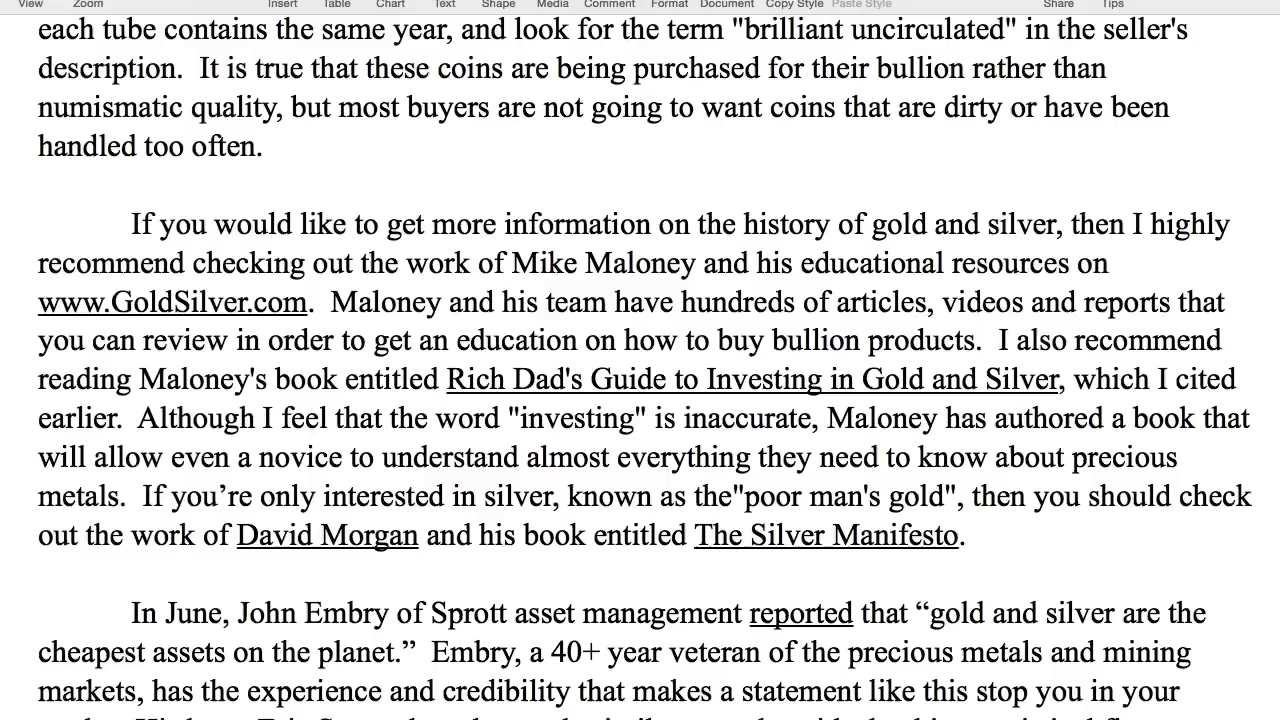 View Zoom Insert Table Chart Text Shape Media Comment Format Document Copy Style Paste Style Share Tips
each tube contains the same year, and look for the term "brilliant uncirculated" in the seller's
description.  It is true that these coins are being purchased for their bullion rather than
numismatic quality, but most buyers are not going to want coins that are dirty or have been
handled too often.
If you would like to get more information on the history of gold and silver, then I highly
recommend checking out the work of Mike Maloney and his educational resources on
www.GoldSilver.com.  Maloney and his team have hundreds of articles, videos and reports that
you can review in order to get an education on how to buy bullion products.  I also recommend
reading Maloney's book entitled Rich Dad's Guide to Investing in Gold and Silver, which I cited
earlier.  Although I feel that the word "investing" is inaccurate, Maloney has authored a book that
will allow even a novice to understand almost everything they need to know about precious
metals.  If you’re only interested in silver, known as the"poor man's gold", then you should check
out the work of David Morgan and his book entitled The Silver Manifesto.
In June, John Embry of Sprott asset management reported that “gold and silver are the
cheapest assets on the planet.”  Embry, a 40+ year veteran of the precious metals and mining
markets, has the experience and credibility that makes a statement like this stop you in your